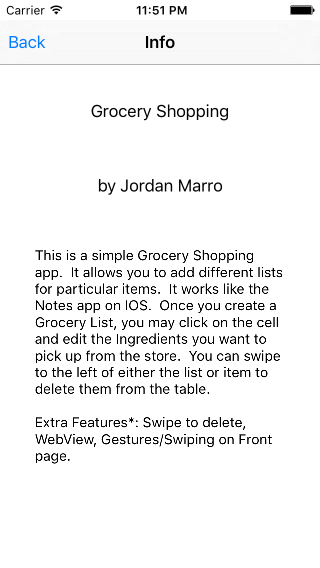 Carrier 11:51 PM
Back Info
Grocery Shopping
by Jordan Marro
This is a simple Grocery Shopping
app.  It allows you to add different lists
for particular items.  It works like the
Notes app on IOS.  Once you create a
Grocery List, you may click on the cell
and edit the Ingredients you want to
pick up from the store.  You can swipe
to the left of either the list or item to
delete them from the table.
Extra Features*: Swipe to delete,
WebView, Gestures/Swiping on Front
page.